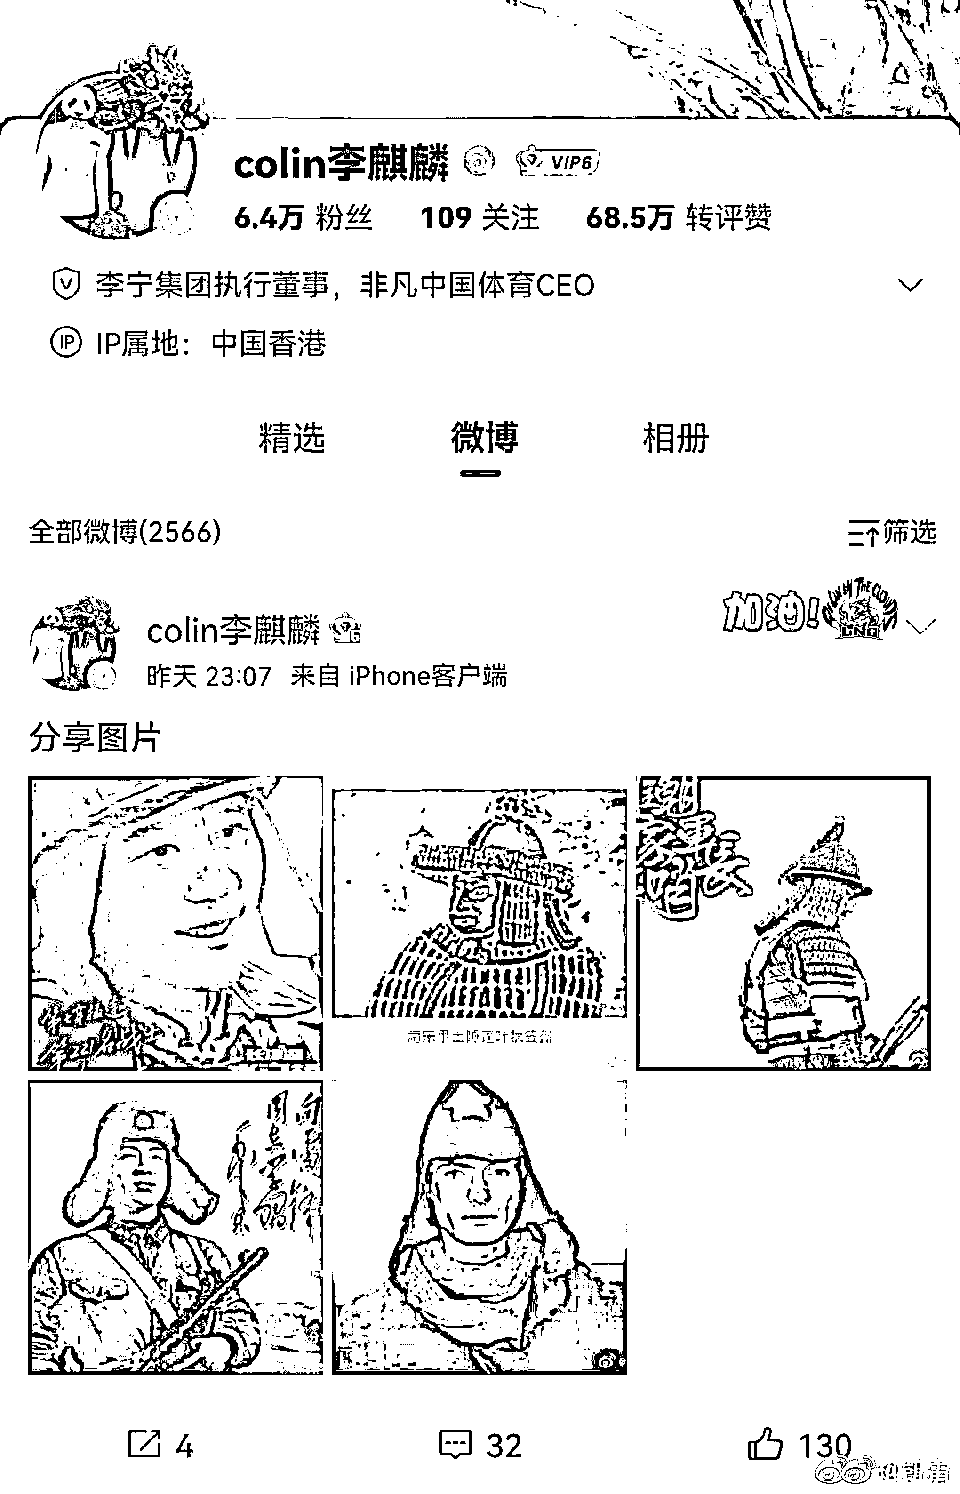 colin李麒麟 VIP6
6.4万 粉丝 109 关注 68.5万 转评赞
李宁集团执行董事，非凡中国体育CEO
IP IP属地：中国香港
精选 微博 相册
全部微博(2566) 筛选
加油!
colin李麒麟
昨天 23:07 来自 iPhone客户端
分享图片
4 32 130